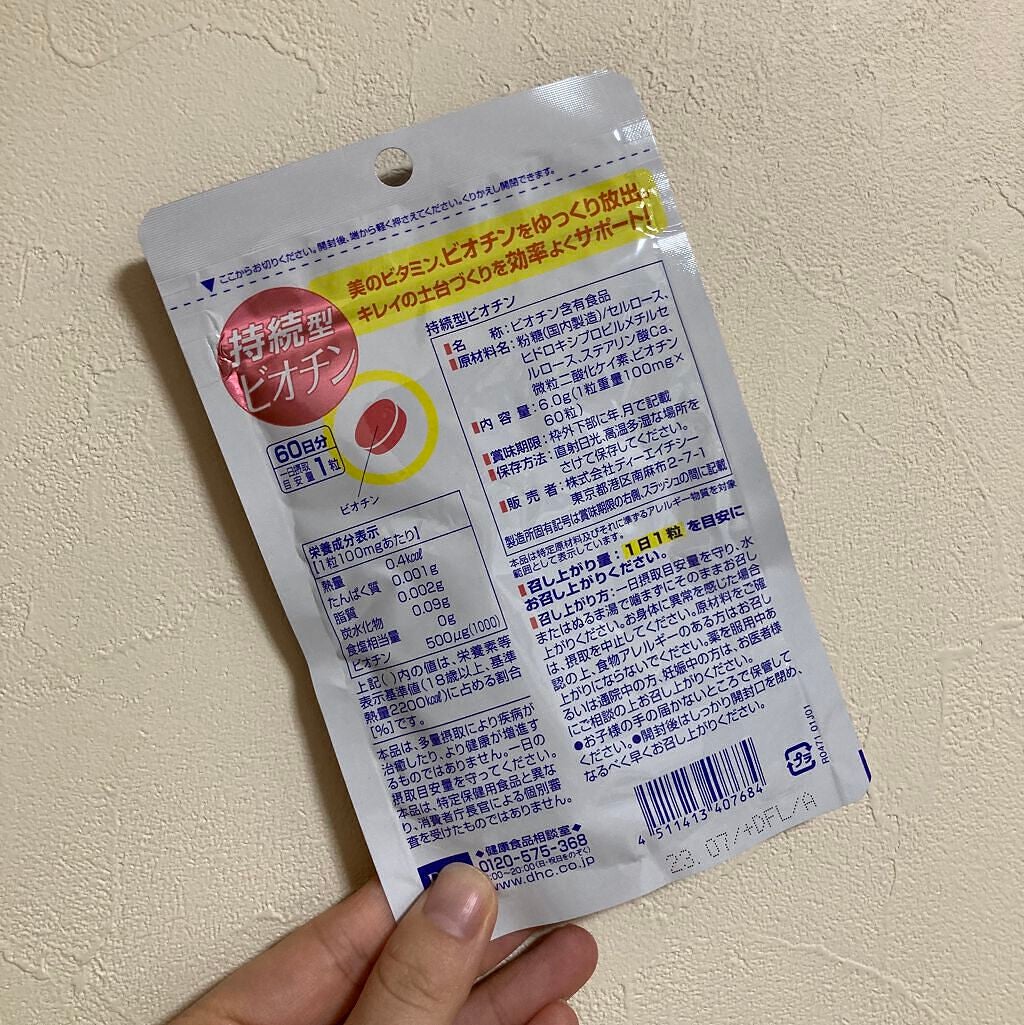 ここからお切りください。開封後、端から軽く押さえてください。くりかえし開閉できます。
美のビタミン、ビオチンをゆっくり放出。
キレイの土台づくりを効率よくサポート!
持続型
ビオチン
60日分
一日摂取
目安量
1粒
ビオチン
持続型ビオチン
名 称:ビオチン含有食品
原材料名:粉糖(国内製造)/セルロース、
ヒドロキシプロピルメチルセ
ルロース、ステアリン酸Ca、
微粒二酸化ケイ素、ビオチン
内 容 量:6.0g(1粒重量100mg×
60粒)
賞味期限:枠外下部に年,月で記載
保存方法:直射日光、高温多湿な場所を
さけて保存してください。
販 売 者:株式会社ディーエイチシー
東京都港区南麻布2-7-1
製造所固有記号は賞味期限の右側、スラッシュの間に記載
本品は特定原材料及びそれに準ずるアレルギー物質を対象
範囲として表示しています。
召し上がり量:1日1粒を目安に
お召し上がりください。
召し上がり方:一日摂取目安量を守り、水
またはぬるま湯で噛まずにそのままお召し
上がりください。お身体に異常を感じた場合
は、摂取を中止してください。原材料をご確
認の上、食物アレルギーのある方はお召し
上がりにならないでください。薬を服用中あ
るいは通院中の方、妊娠中の方は、お医者様
にご相談の上お召し上がりください。
●お子様の手の届かないところで保管して
ください。●開封後はしっかり開封口を閉め、
なるべく早くお召し上がりください。
栄養成分表示
[1粒100mgあたり]
熱量 0.4kcal
たんぱく質 0.001g
脂質 0.002g
炭水化物 0.09g
食塩相当量 0g
ビオチン 500μg(1000)
上記( )内の値は、栄養素等
表示基準値(18歳以上、基準
熱量2200kcal)に占める割合
[%]です。
本品は、多量摂取により疾病が
治癒したり、より健康が増進す
るものではありません。一日の
摂取目安量を守ってください。
本品は、特定保健用食品と異な
り、消費者庁長官による個別審
査を受けたものではありません。
◆健康食品相談室◆
0120-575-368
:00~20:00(日・祝日をのぞく)
www.dhc.co.jp
4 511413 407684
プラ
23.07/+DFL/A